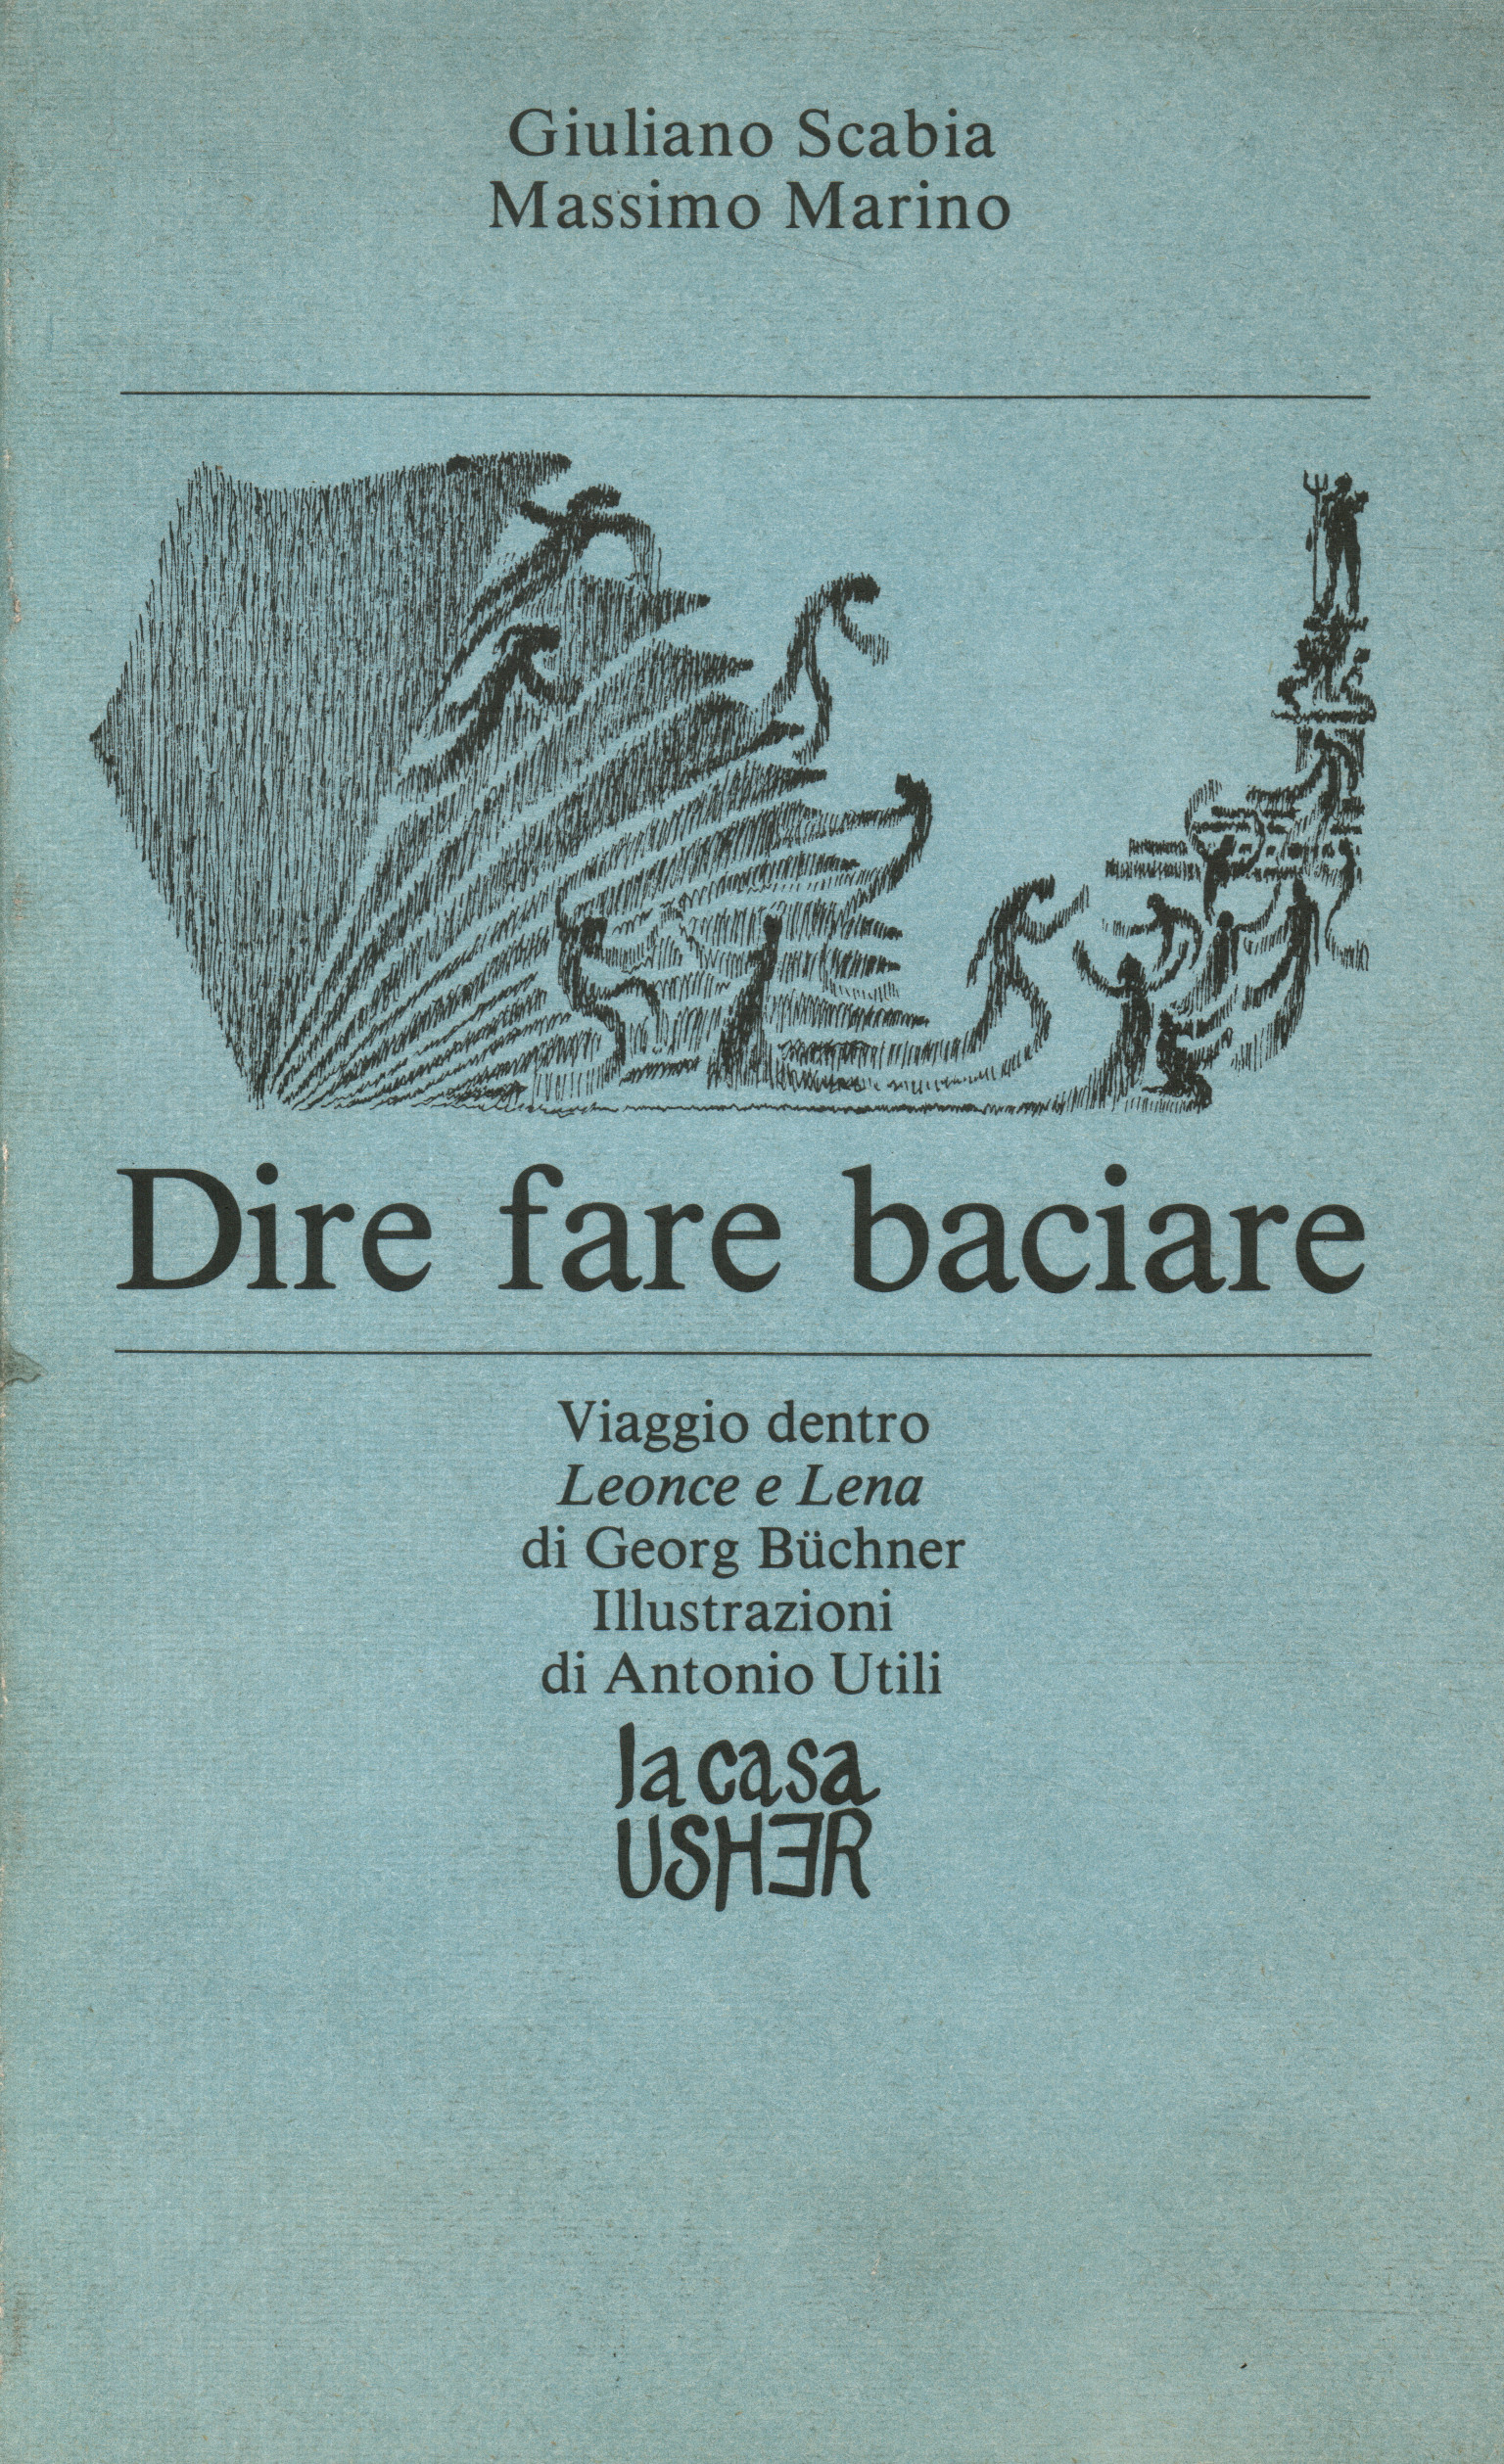 Giuliano Scabia
Massimo Marino
Dire fare baciare
Viaggio dentro
Leonce e Lena
di Georg Büchner
Illustrazioni
di Antonio Utili
la casa
USHER